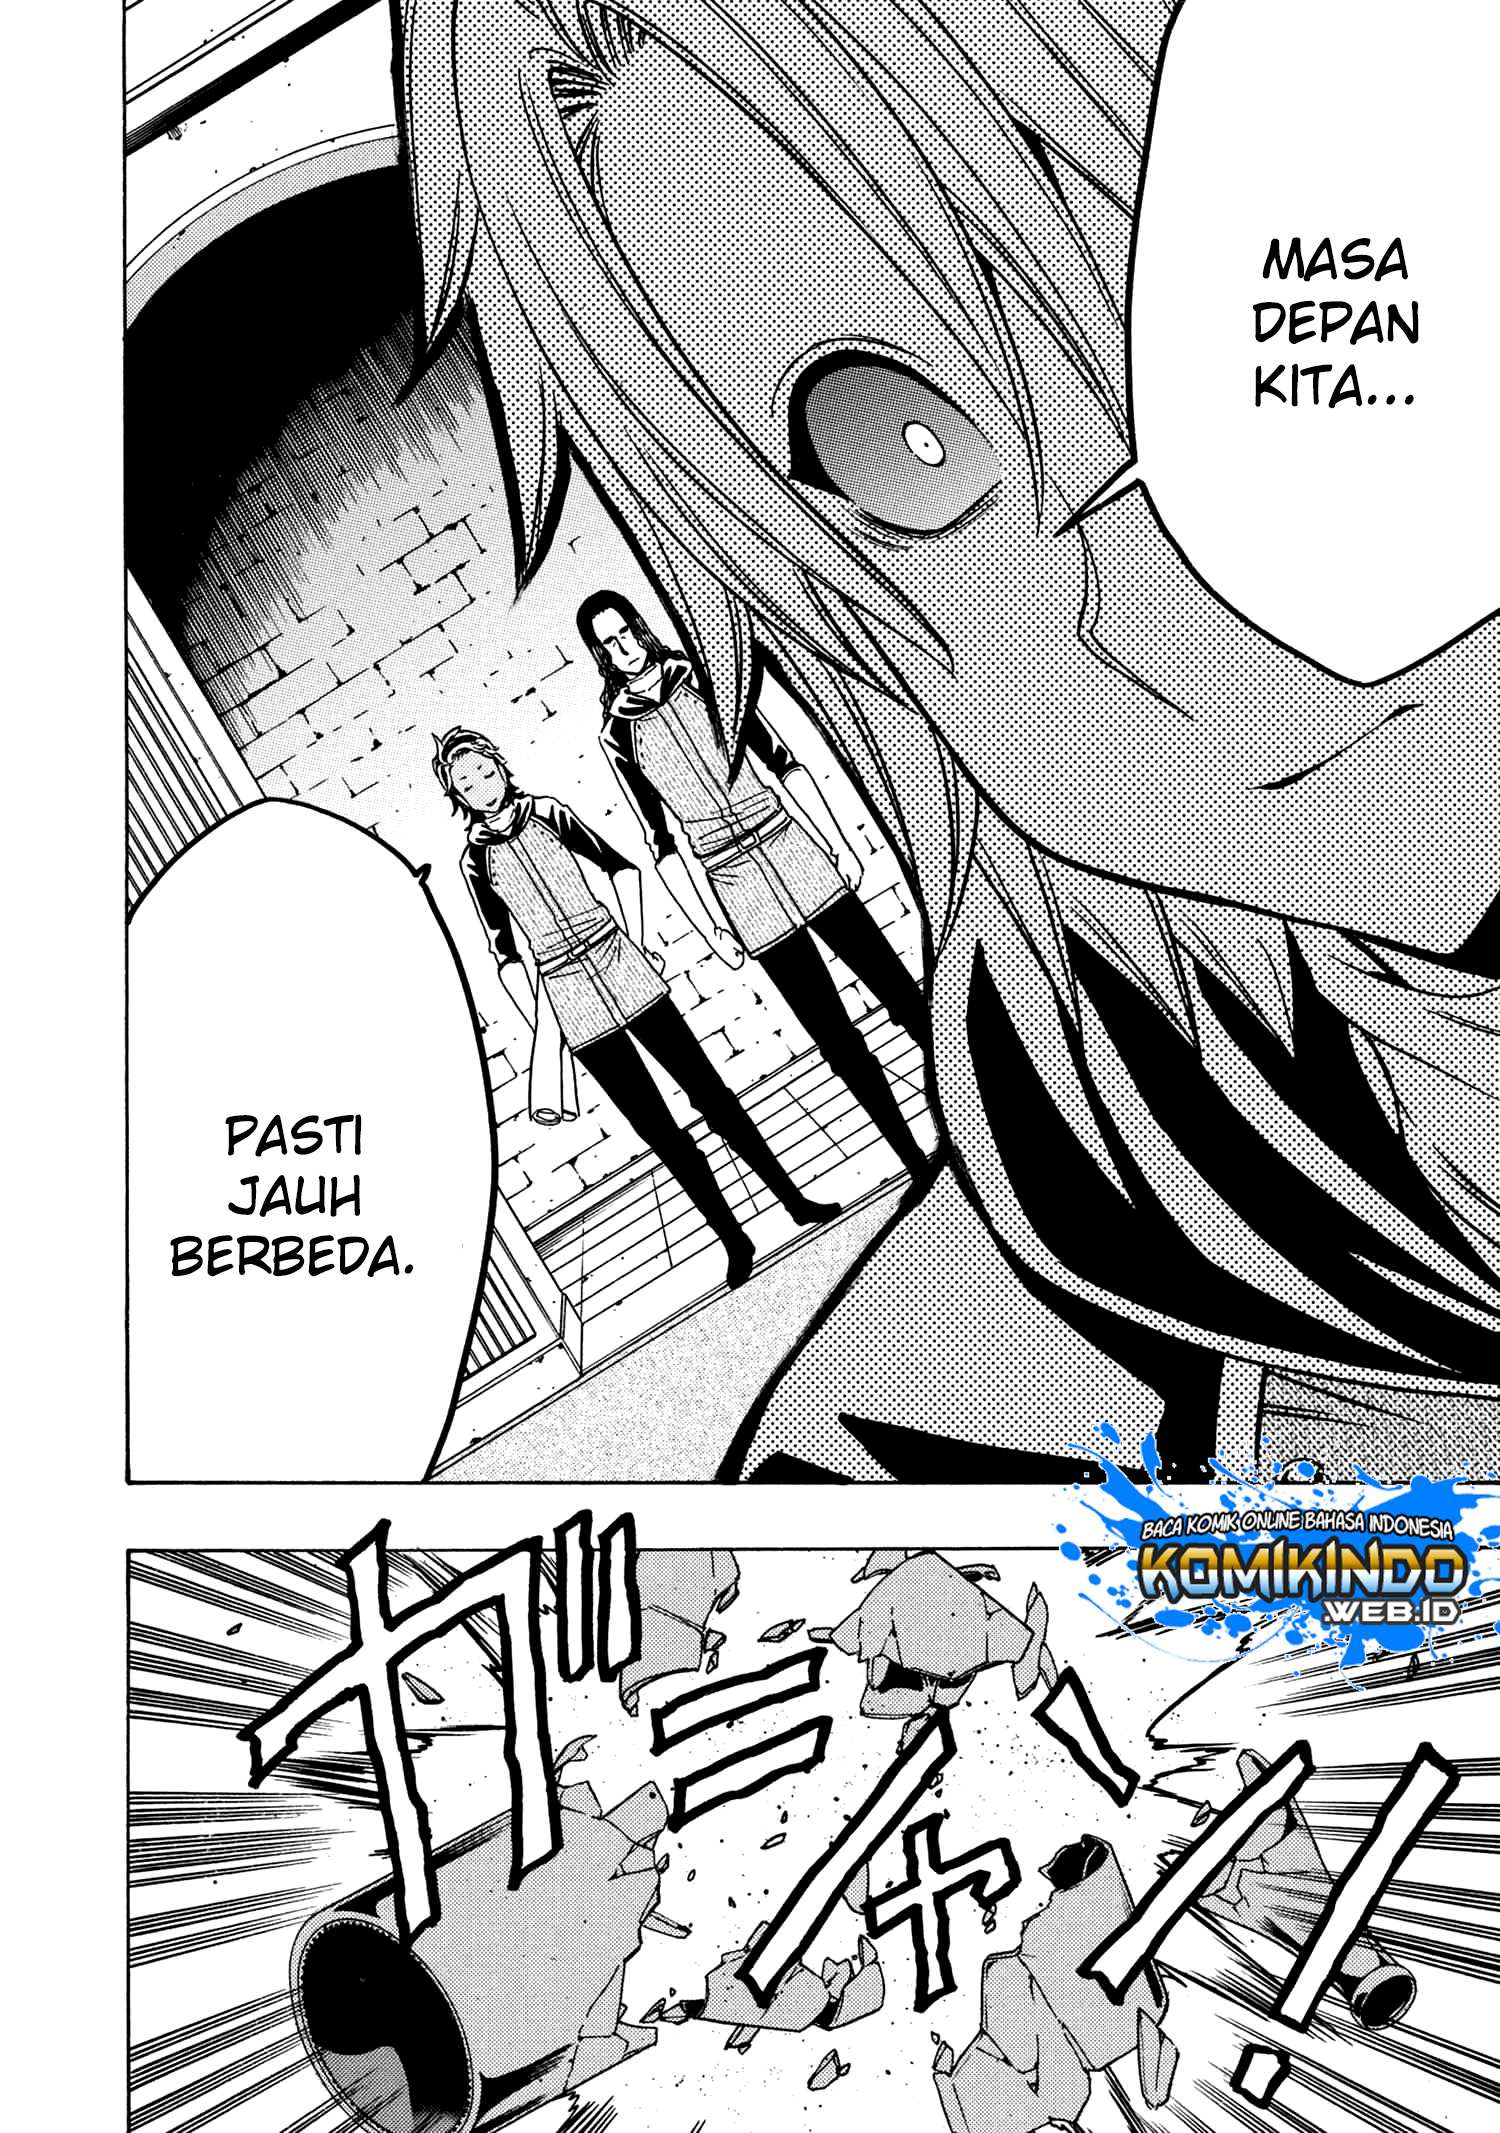 MASA
DEPAN
KITA...
PASTI
JAUH
BERBEDA.
BACA KOMIK ONLINE BAHASA INDONESIA
KOMIKINDO
WEB.ID
ガシャン!!